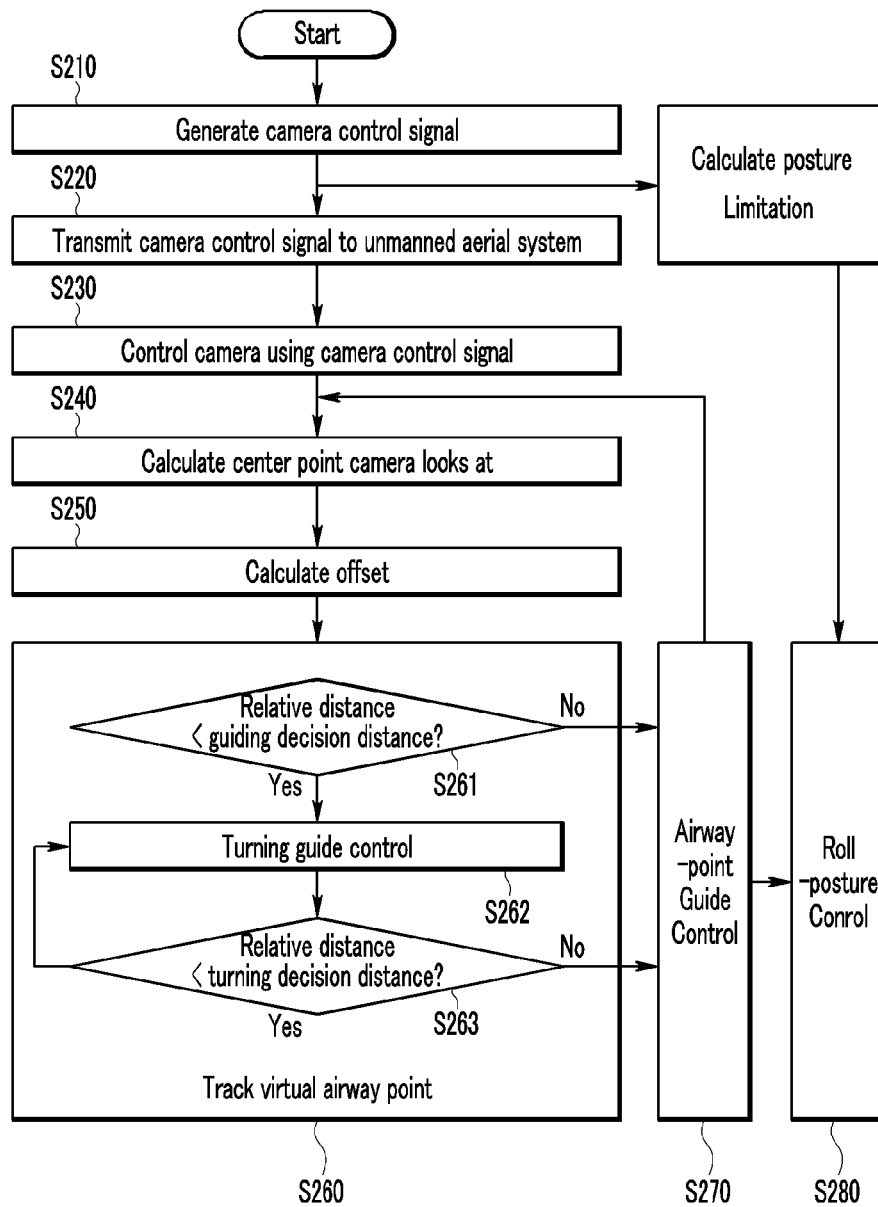 Start
S210
Generate camera control signal
Calculate posture
Limitation
S220
Transmit camera control signal to unmanned aerial system
S230
Control camera using camera control signal
S240
Calculate center point camera looks at
S250
Calculate offset
Relative distance
< guiding decision distance?
No
Yes
S261
Turning guide control
S262
Relative distance
< turning decision distance?
No
Yes
S263
Track virtual airway point
Airway
-point
Guide
Control
Roll
-posture
Conrol
S260
S270
S280